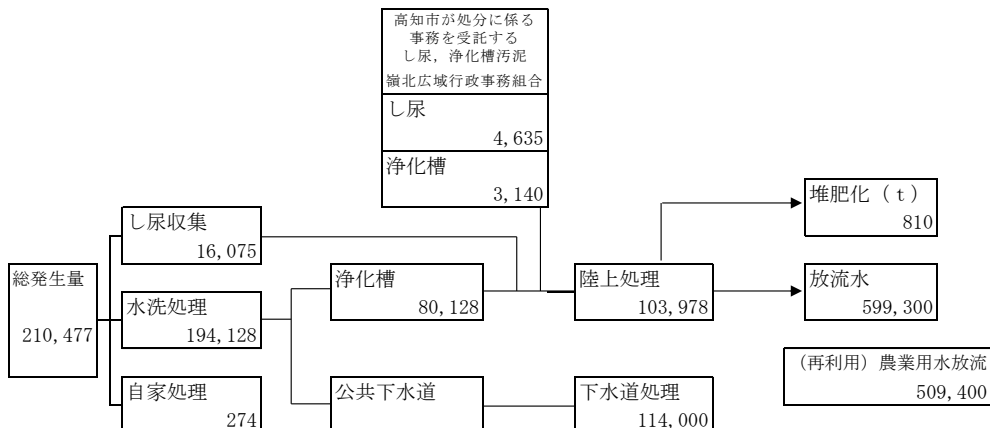 高知市が処分に係る
事務を受託する
し尿，浄化槽汚泥
嶺北広域行政事務組合
し尿
4,635
浄化槽
3,140
堆肥化（ｔ）
810
し尿収集
16,075
総発生量
210,477
浄化槽
80,128
陸上処理
103,978
放流水
599,300
水洗処理
194,128
（再利用）農業用水放流
509,400
自家処理
274
公共下水道
下水道処理
114,000